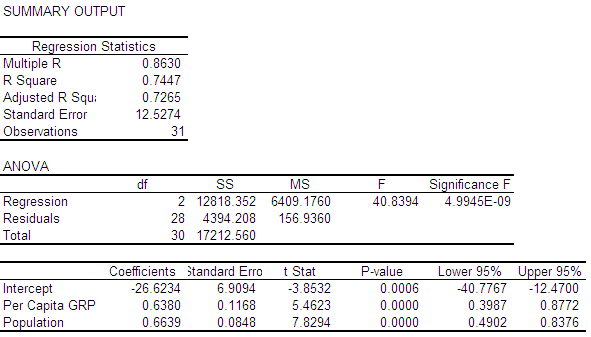 SUMMARY OUTPUT
Regression Statistics
Multiple R 0.8630
R Square 0.7447
Adjusted R Squ 0.7265
Standard Error 12.5274
Observations 31
ANOVA
df SS MS F Significance F
Regression 2 12818.352 6409.1760 40.8394 4.9945E-09
Residuals 28 4394.208 156.9360
Total 30 17212.560
Coefficients Standard Erro t Stat P-value Lower 95% Upper 95%
Intercept -26.6234 6.9094 -3.8532 0.0006 -40.7767 -12.4700
Per Capita GRP 0.6380 0.1168 5.4623 0.0000 0.3987 0.8772
Population 0.6639 0.0848 7.8294 0.0000 0.4902 0.8376